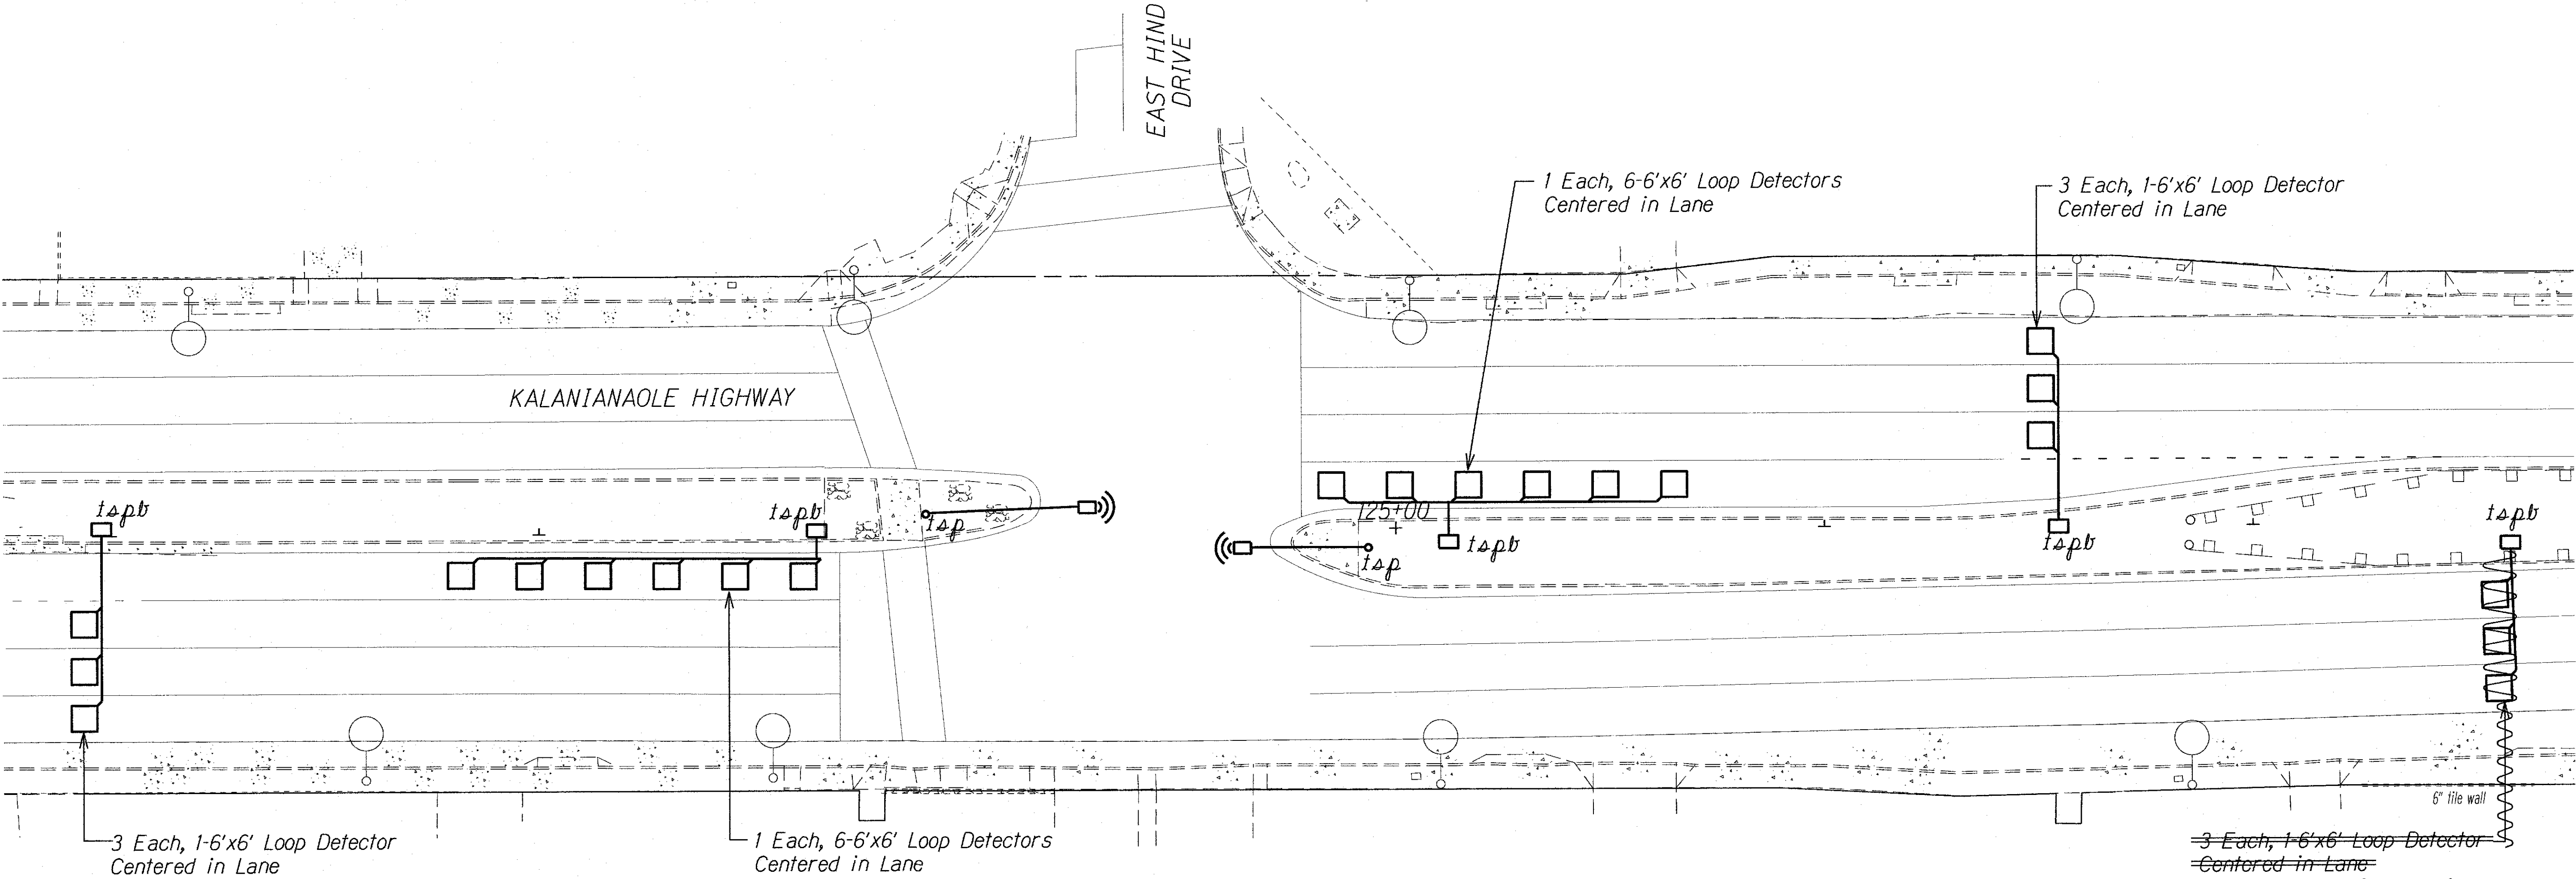 EAST HIND
DRIVE
1 Each, 6-6'x6' Loop Detectors
Centered in Lane
3 Each, 1-6'x6' Loop Detector
Centered in Lane
KALANIANAOLE HIGHWAY
tspb
tspb
tsp
125+00
tsp
tspb
tspb
tspb
6" tile wall
3 Each, 1-6'x6' Loop Detector
Centered in Lane
1 Each, 6-6'x6' Loop Detectors
Centered in Lane
3 Each, 1-6'x6' Loop Detector
Centered in Lane